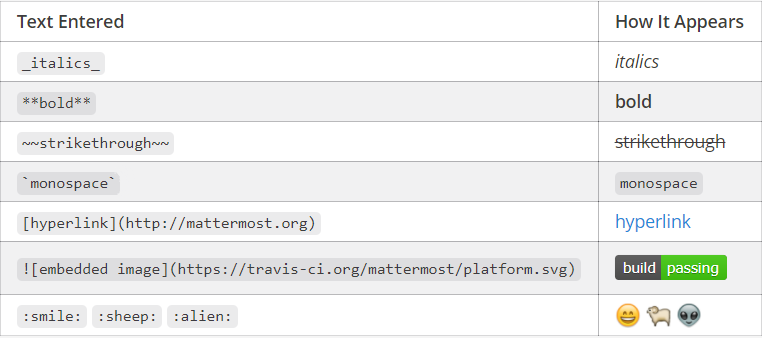 Text Entered How It Appears
_italics_ italics
**bold** bold
~~strikethrough~~ strikethrough
`monospace` monospace
[hyperlink](http://mattermost.org) hyperlink
![embedded image](https://travis-ci.org/mattermost/platform.svg) build passing
:smile: :sheep: :alien: